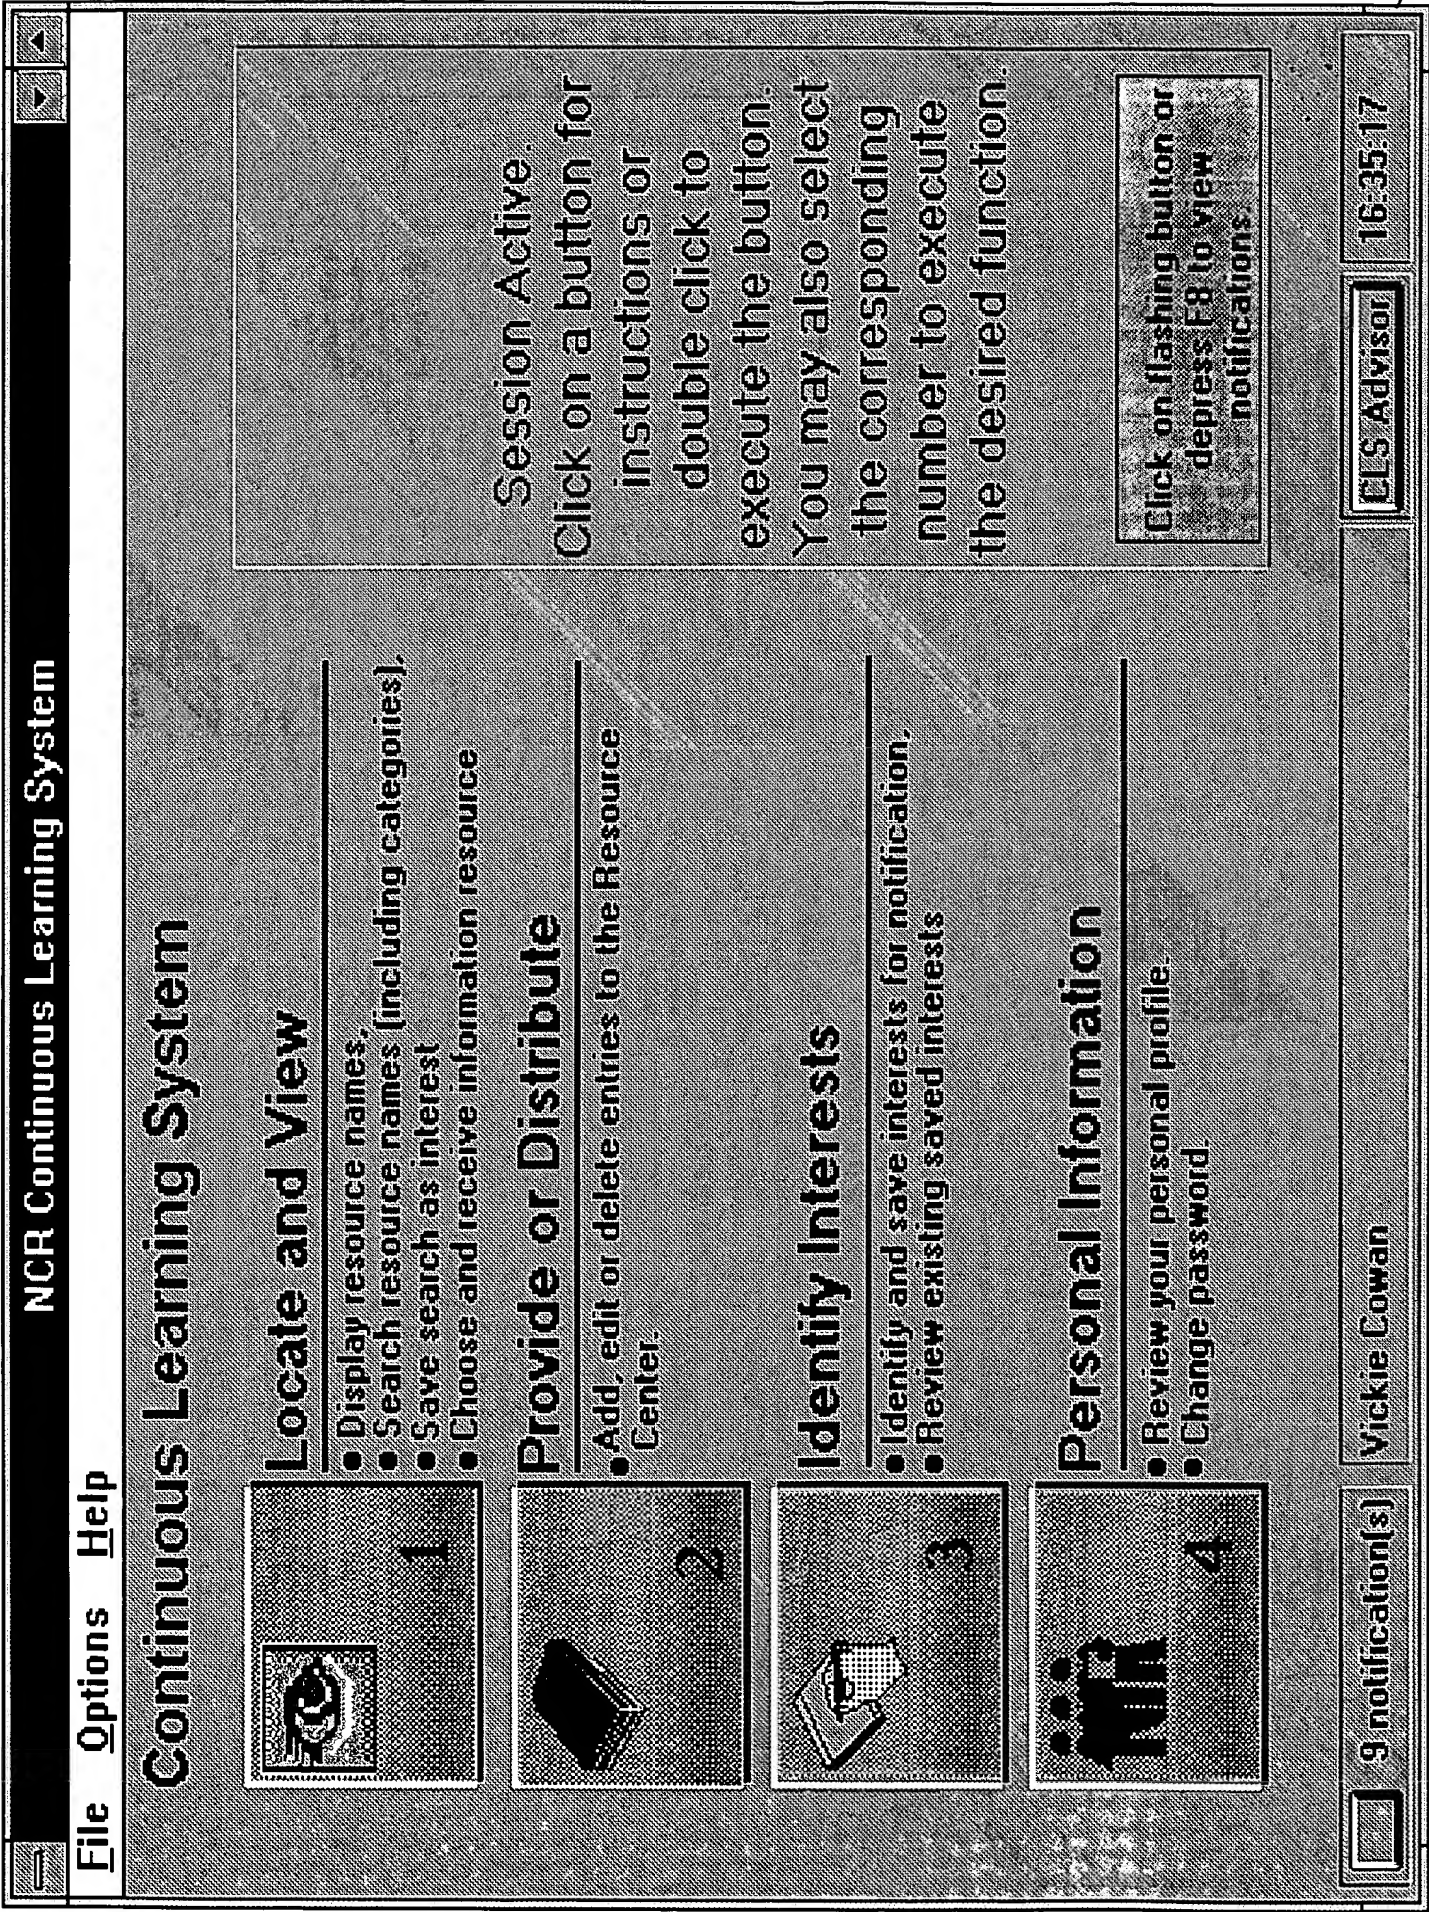 NCR Continuous Learning System
File Options Help
Continuous Learning System
1
Locate and View
• Display resource names.
• Search resource names (including categories).
• Save search as interest
• Choose and receive information resource
2
Provide or Distribute
• Add, edit or delete entries to the Resource
Center.
3
Identify Interests
• Identify and save interests for notification.
• Review existing saved interests
4
Personal Information
• Review your personal profile.
• Change password.
Session Active.
Click on a button for
instructions or
double click to
execute the button.
You may also select
the corresponding
number to execute
the desired function.
Click on flashing button or
depress F8 to view
notifications.
9 notification(s)
Vickie Cowan
CLS Advisor
16:35:17